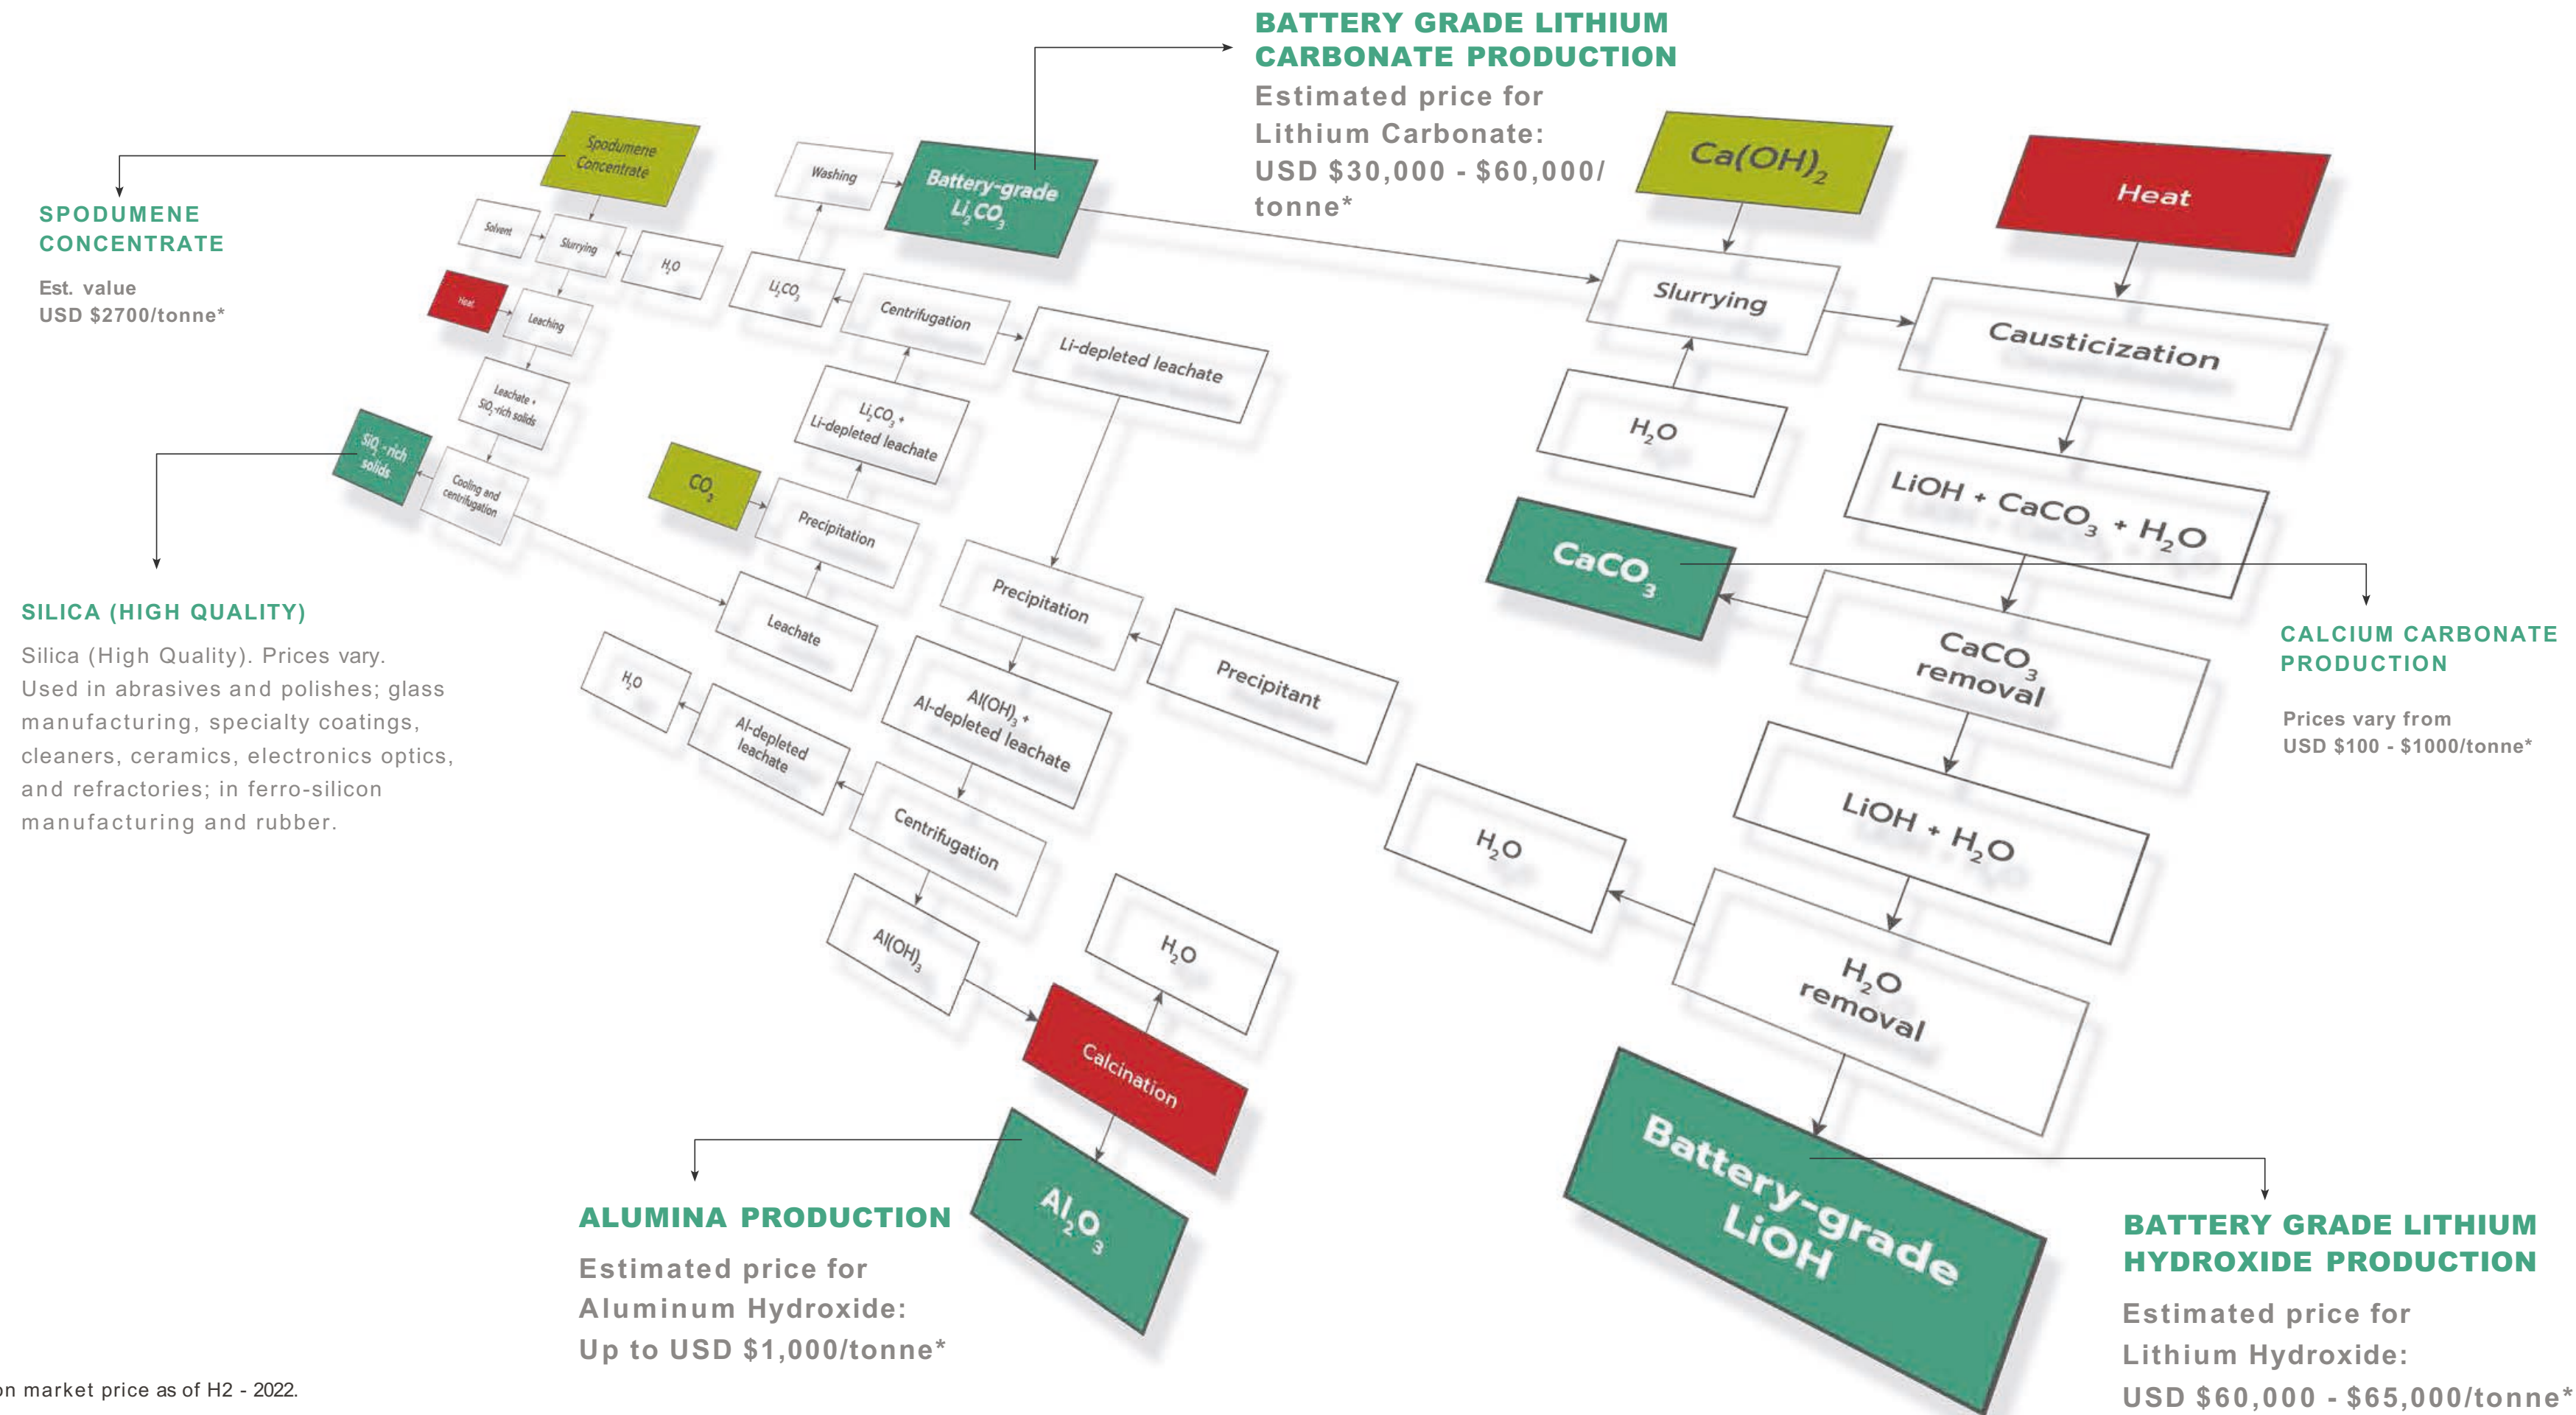 BATTERY GRADE LITHIUM
CARBONATE PRODUCTION
Estimated price for
Lithium Carbonate:
USD $30,000 - $60,000/
tonne*
SPODUMENE
CONCENTRATE
Est. value
USD $2700/tonne*
Spodumene
Concentrate
Solvent
Slurrying
H₂O
Heat
Leaching
Leachate +
SiO₂-rich solids
SiO₂ - rich
solids
Cooling and
centrifugation
SILICA (HIGH QUALITY)
Silica (High Quality). Prices vary.
Used in abrasives and polishes; glass
manufacturing, specialty coatings,
cleaners, ceramics, electronics optics,
and refractories; in ferro-silicon
manufacturing and rubber.
Washing
Battery-grade
Li₂CO₃
Li₂CO₃
Centrifugation
Li-depleted leachate
Li₂CO₃ +
Li-depleted leachate
CO₂
Precipitation
Leachate
Precipitation
Precipitant
Al(OH)₃ +
Al-depleted leachate
H₂O
Al-depleted
leachate
Centrifugation
Al(OH)₃
H₂O
Calcination
Al₂O₃
ALUMINA PRODUCTION
Estimated price for
Aluminum Hydroxide:
Up to USD $1,000/tonne*
Ca(OH)₂
Heat
Slurrying
Causticization
H₂O
LiOH + CaCO₃ + H₂O
CaCO₃
CaCO₃
removal
CALCIUM CARBONATE
PRODUCTION
Prices vary from
USD $100 - $1000/tonne*
LiOH + H₂O
H₂O
H₂O
removal
Battery-grade
LiOH
BATTERY GRADE LITHIUM
HYDROXIDE PRODUCTION
Estimated price for
Lithium Hydroxide:
USD $60,000 - $65,000/tonne*
on market price as of H2 - 2022.